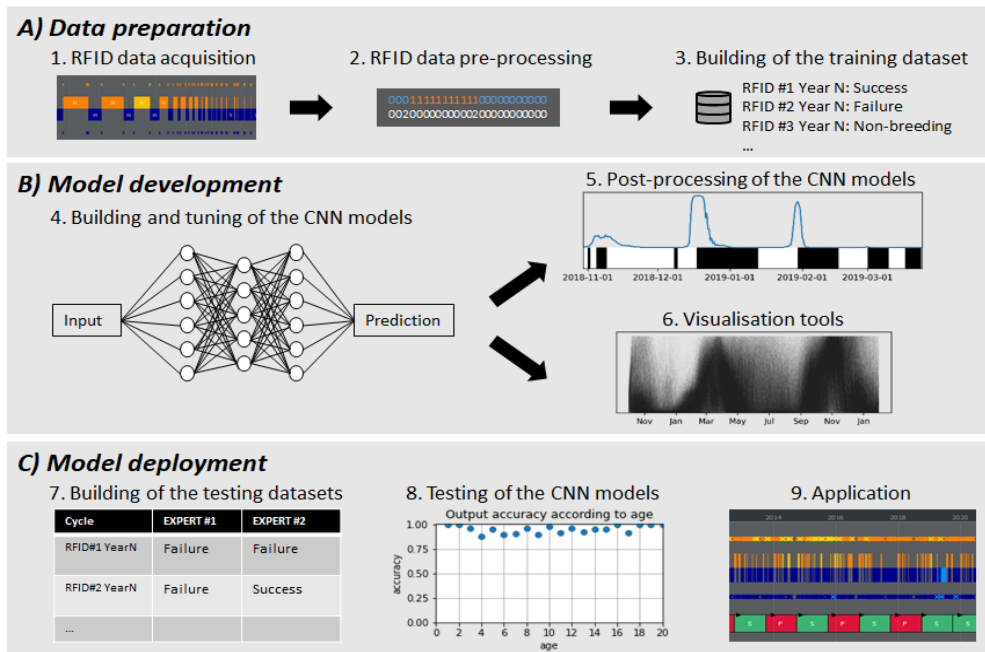 A) Data preparation
1. RFID data acquisition
2. RFID data pre-processing
3. Building of the training dataset
RFID #1 Year N: Success
RFID #2 Year N: Failure
RFID #3 Year N: Non-breeding
...
B) Model development
4. Building and tuning of the CNN models
Input
Prediction
5. Post-processing of the CNN models
2018-11-01 2018-12-01 2019-01-01 2019-02-01 2019-03-01
6. Visualisation tools
Nov Jan Mar May Jul Sep Nov Jan
C) Model deployment
7. Building of the testing datasets
Cycle EXPERT #1 EXPERT #2
RFID#1 YearN Failure Failure
RFID#2 YearN Failure Success
...
8. Testing of the CNN models
Output accuracy according to age
1.00
0.75
0.50
0.25
0.00
accuracy
0 2 4 6 8 10 12 14 16 18 20
age
9. Application
2014 2016 2018 2020
S F S F S F S S